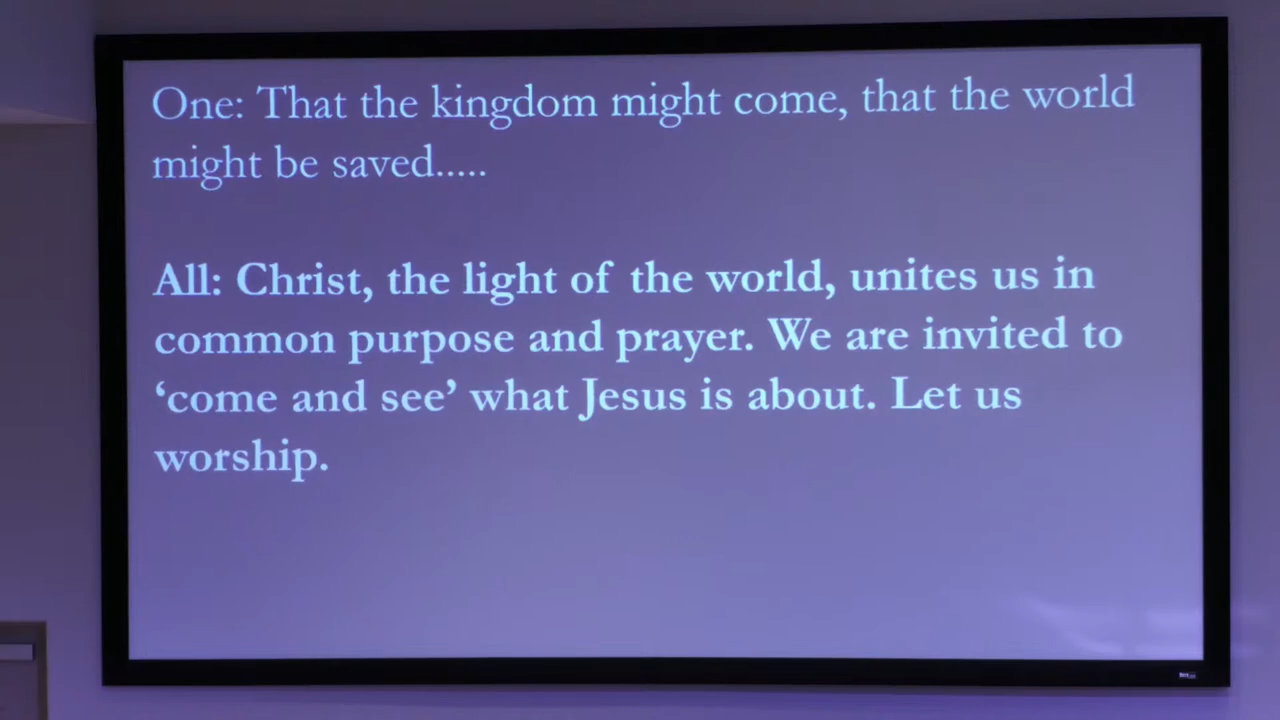 One: That the kingdom might come, that the world
might be saved.....
All: Christ, the light of the world, unites us in
common purpose and prayer. We are invited to
‘come and see’ what Jesus is about. Let us
worship.